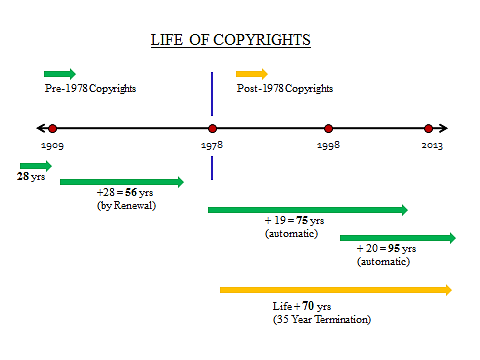 LIFE OF COPYRIGHTS
Pre-1978 Copyrights
Post-1978 Copyrights
1909
1978
1998
2013
28 yrs
+28 = 56 yrs
(by Renewal)
+ 19 = 75 yrs
(automatic)
+ 20 = 95 yrs
(automatic)
Life + 70 yrs
(35 Year Termination)